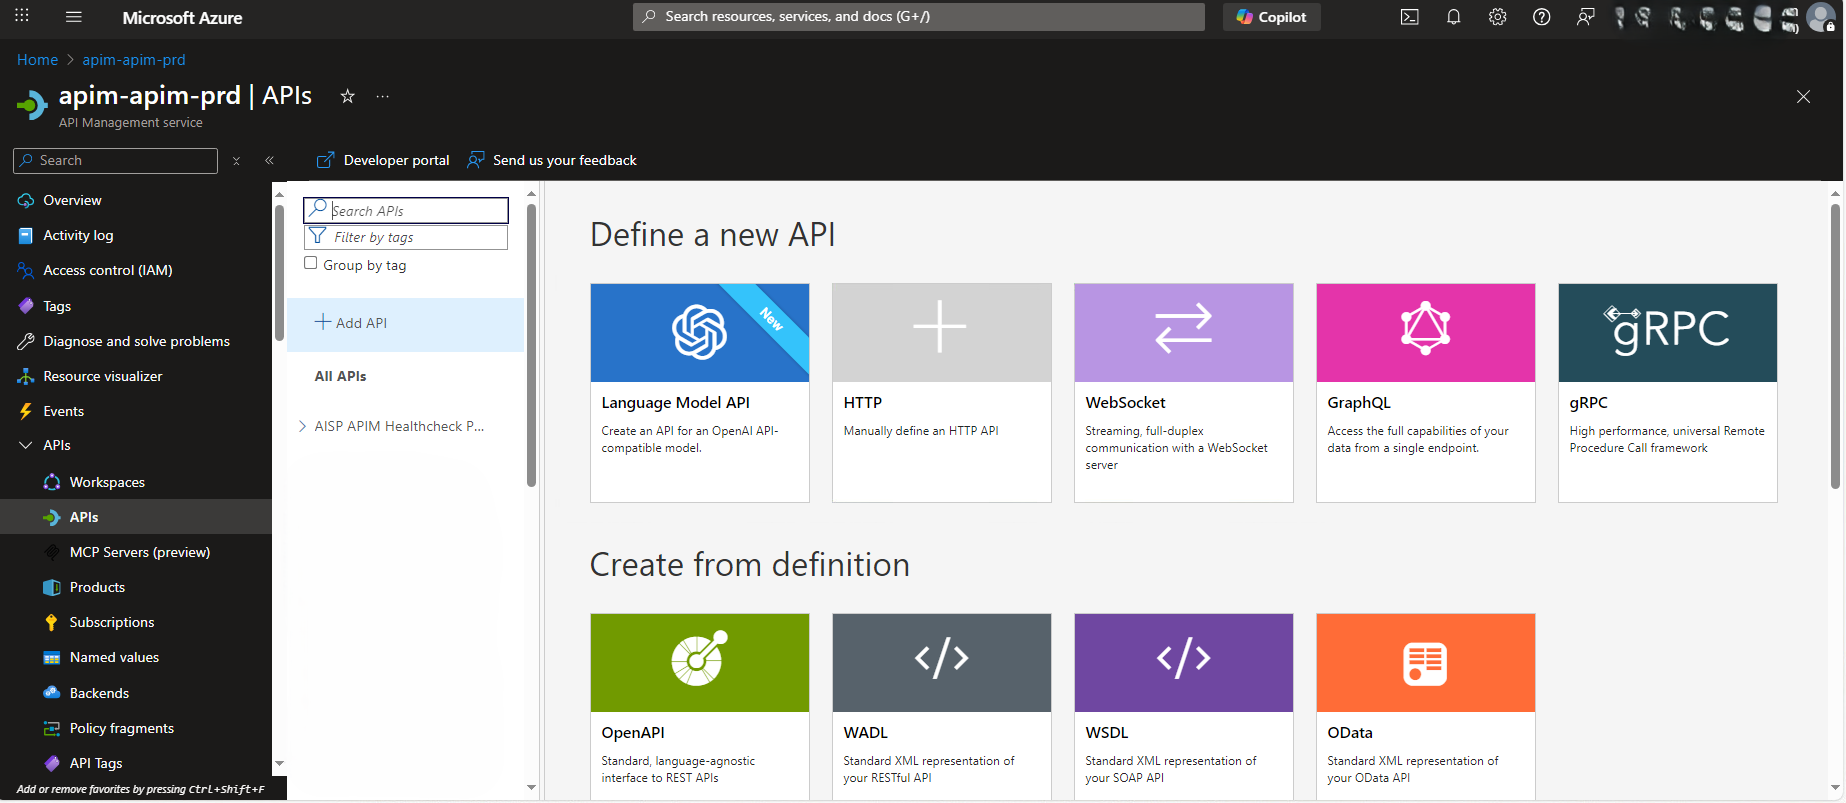 Microsoft Azure
Search resources, services, and docs (G+/)
Copilot
Home > apim-apim-prd
apim-apim-prd | APIs
API Management service
Search
Developer portal
Send us your feedback
Overview
Activity log
Access control (IAM)
Tags
Diagnose and solve problems
Resource visualizer
Events
APIs
Workspaces
APIs
MCP Servers (preview)
Products
Subscriptions
Named values
Backends
Policy fragments
API Tags
Add or remove favorites by pressing Ctrl+Shift+F
Search APIs
Filter by tags
Group by tag
Add API
All APIs
AISP APIM Healthcheck P...
Define a new API
New
Language Model API
Create an API for an OpenAI API-
compatible model.
HTTP
Manually define an HTTP API
WebSocket
Streaming, full-duplex
communication with a WebSocket
server
GraphQL
Access the full capabilities of your
data from a single endpoint.
gRPC
gRPC
High performance, universal Remote
Procedure Call framework
Create from definition
OpenAPI
Standard, language-agnostic
interface to REST APIs
WADL
Standard XML representation of
your RESTful API
WSDL
Standard XML representation of
your SOAP API
OData
Standard XML representation of
your OData API